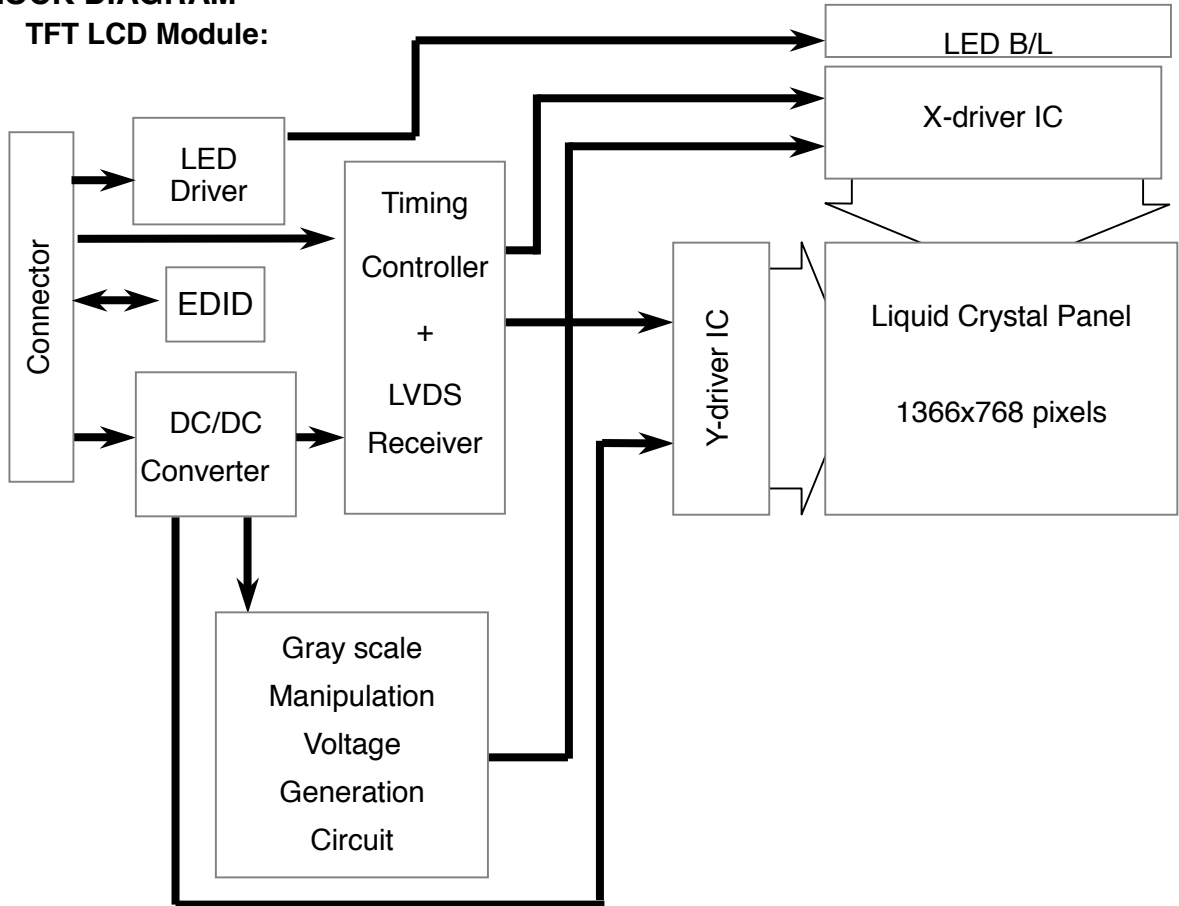 TFT LCD Module:
LED B/L
X-driver IC
LED
Driver
Timing
Controller
+
LVDS
Receiver
Connector
EDID
DC/DC
Converter
Y-driver IC
Liquid Crystal Panel
1366x768 pixels
Gray scale
Manipulation
Voltage
Generation
Circuit